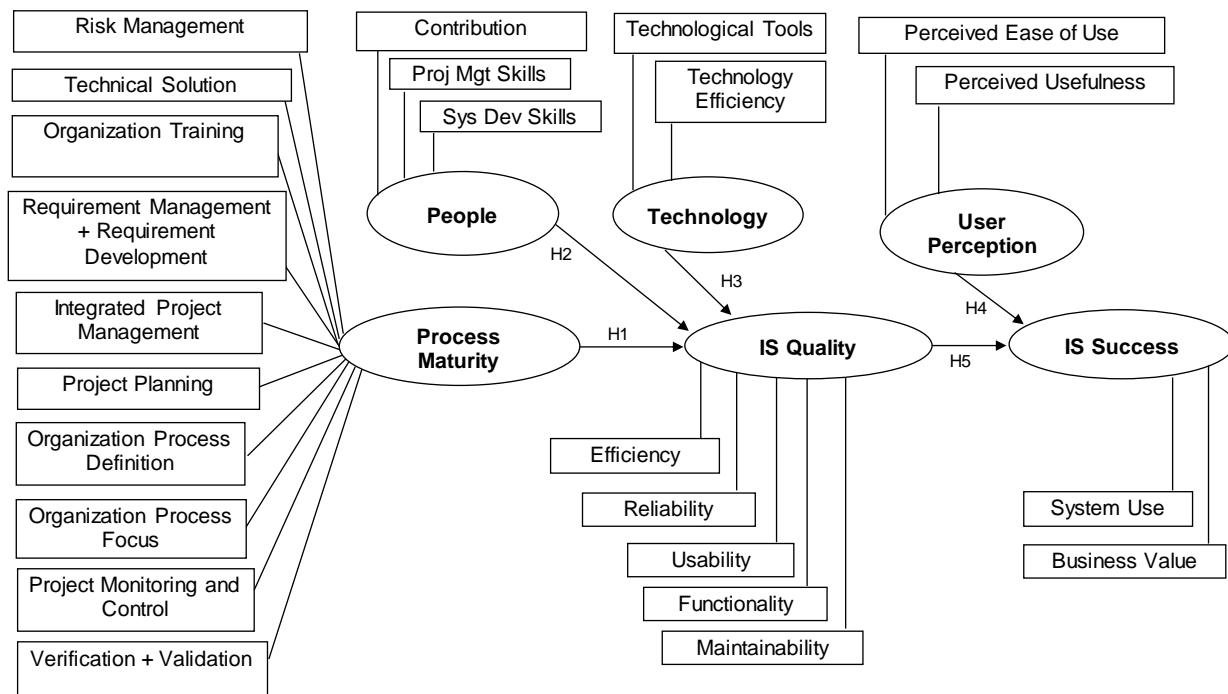 Risk Management
Technical Solution
Organization Training
Requirement Management
+ Requirement
Development
Integrated Project
Management
Project Planning
Organization Process
Definition
Organization Process
Focus
Project Monitoring and
Control
Verification + Validation
Contribution
Proj Mgt Skills
Sys Dev Skills
People
H2
Process
Maturity
H1
Technological Tools
Technology
Efficiency
Technology
H3
IS Quality
Efficiency
Reliability
Usability
Functionality
Maintainability
H5
Perceived Ease of Use
Perceived Usefulness
User
Perception
H4
IS Success
System Use
Business Value